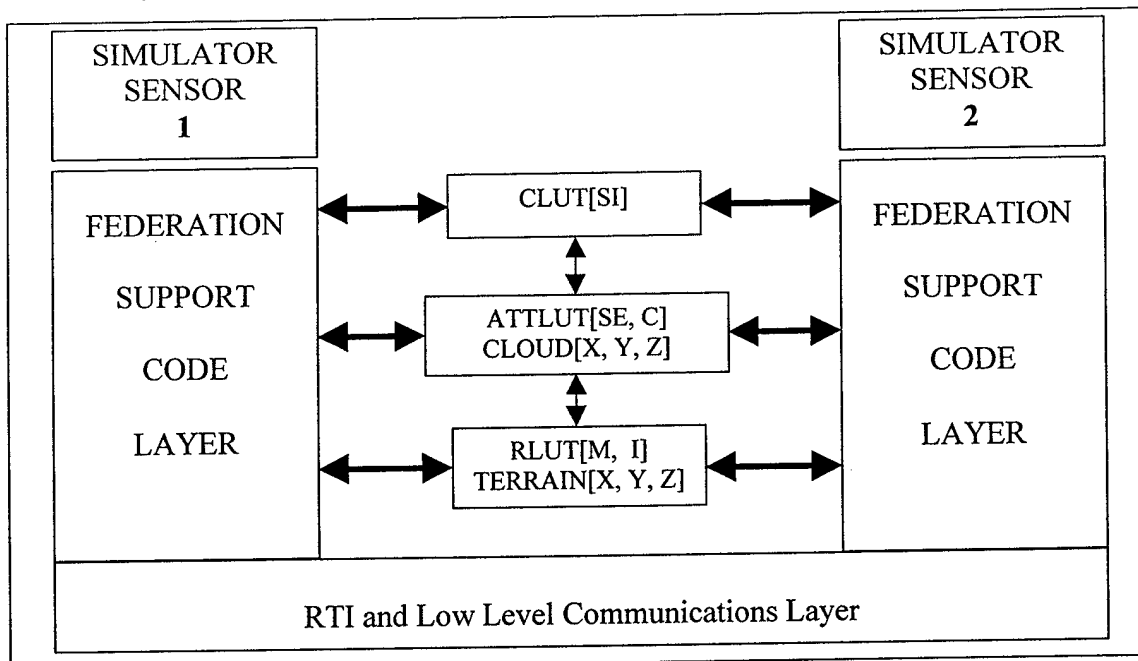 SIMULATOR
SENSOR
1
SIMULATOR
SENSOR
2
FEDERATION
SUPPORT
CODE
LAYER
CLUT[SI]
ATTLUT[SE, C]
CLOUD[X, Y, Z]
RLUT[M, I]
TERRAIN[X, Y, Z]
FEDERATION
SUPPORT
CODE
LAYER
RTI and Low Level Communications Layer